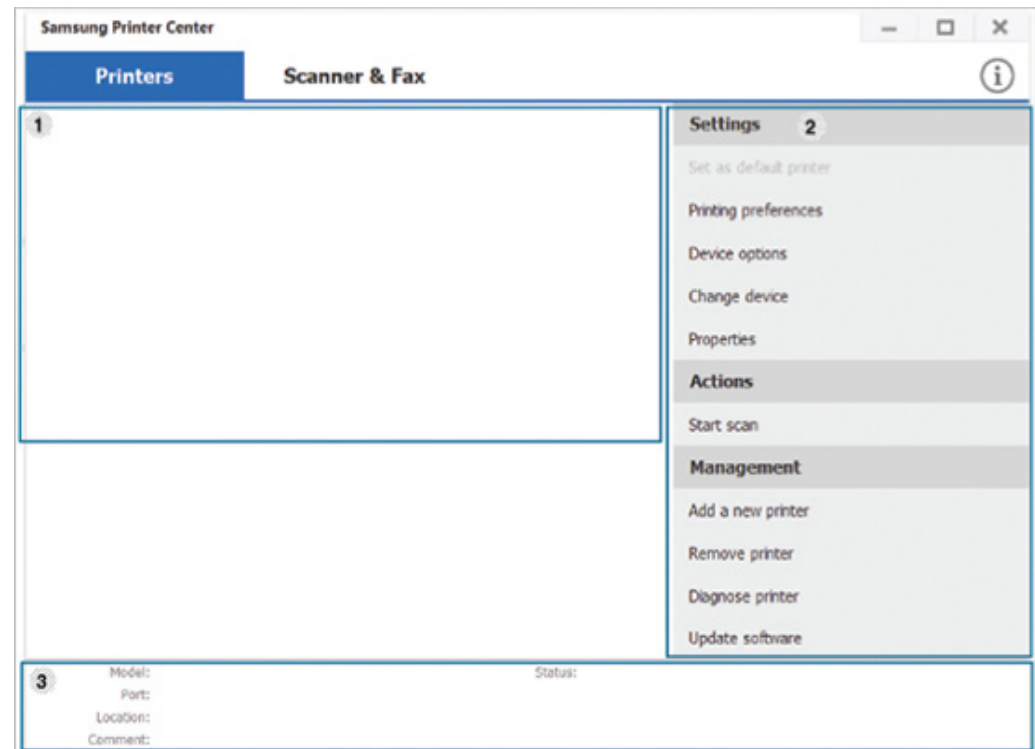 Samsung Printer Center
Printers Scanner & Fax
1
Settings 2
Set as default printer
Printing preferences
Device options
Change device
Properties
Actions
Start scan
Management
Add a new printer
Remove printer
Diagnose printer
Update software
3
Model: Status:
Port:
Location:
Comment: